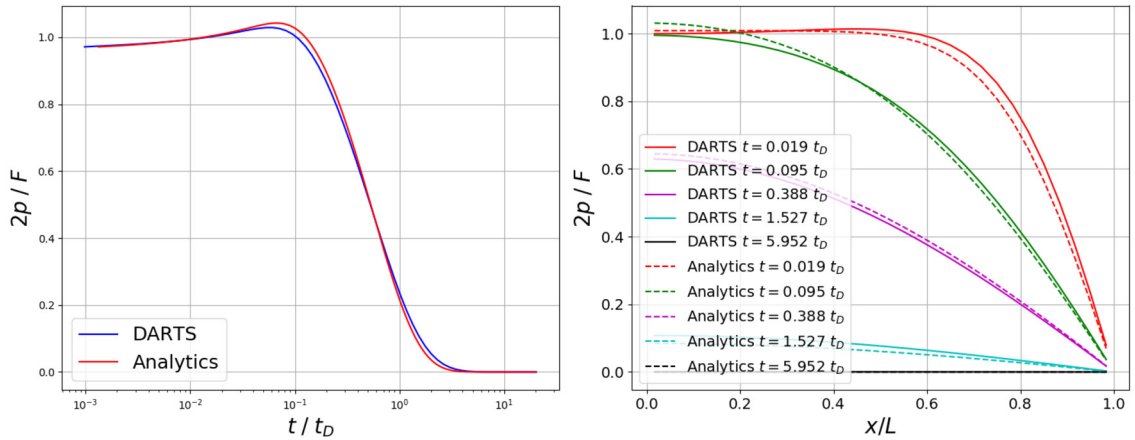 2p / F
1.0
0.8
0.6
0.4
0.2
0.0
DARTS
Analytics
10⁻³
10⁻²
10⁻¹
10⁰
10¹
t / t_D
2p / F
1.0
0.8
0.6
0.4
0.2
0.0
DARTS t = 0.019 t_D
DARTS t = 0.095 t_D
DARTS t = 0.388 t_D
DARTS t = 1.527 t_D
DARTS t = 5.952 t_D
Analytics t = 0.019 t_D
Analytics t = 0.095 t_D
Analytics t = 0.388 t_D
Analytics t = 1.527 t_D
Analytics t = 5.952 t_D
0.0
0.2
0.4
0.6
0.8
1.0
x/L